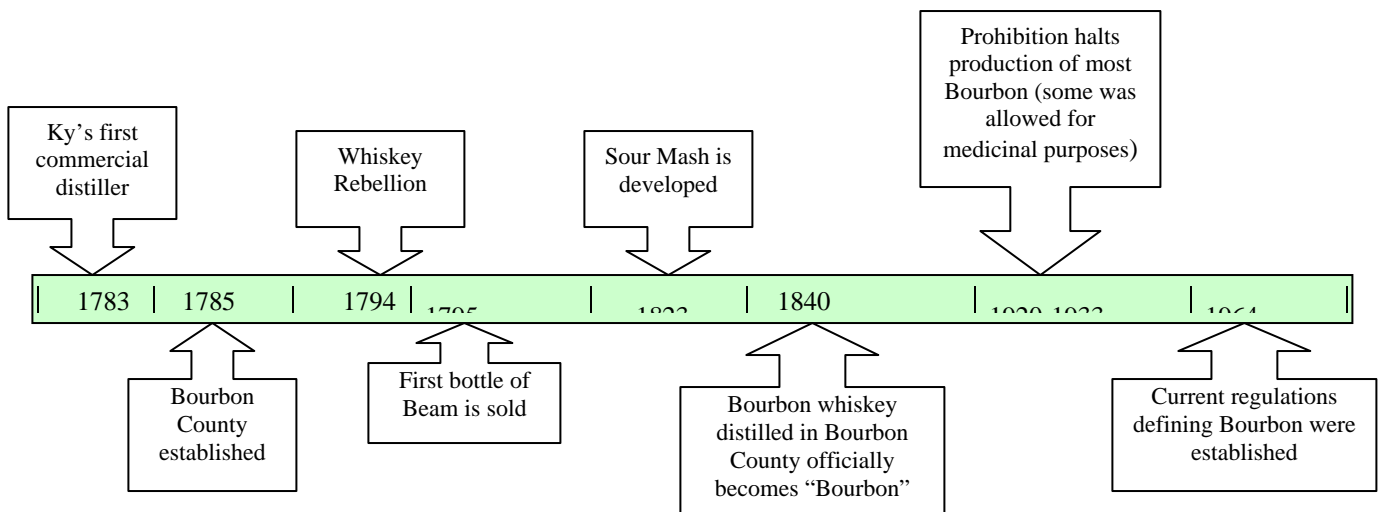 Ky's first
commercial
distiller
Whiskey
Rebellion
Sour Mash is
developed
Prohibition halts
production of most
Bourbon (some was
allowed for
medicinal purposes)
1783
1785
1794
1840
Bourbon
County
established
First bottle of
Beam is sold
Bourbon whiskey
distilled in Bourbon
County officially
becomes “Bourbon”
Current regulations
defining Bourbon were
established